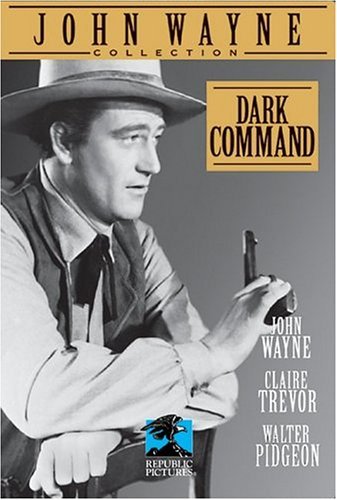 JOHN WAYNE
COLLECTION
DARK
COMMAND
JOHN
WAYNE
CLAIRE
TREVOR
WALTER
PIDGEON
REPUBLIC
PICTURES®